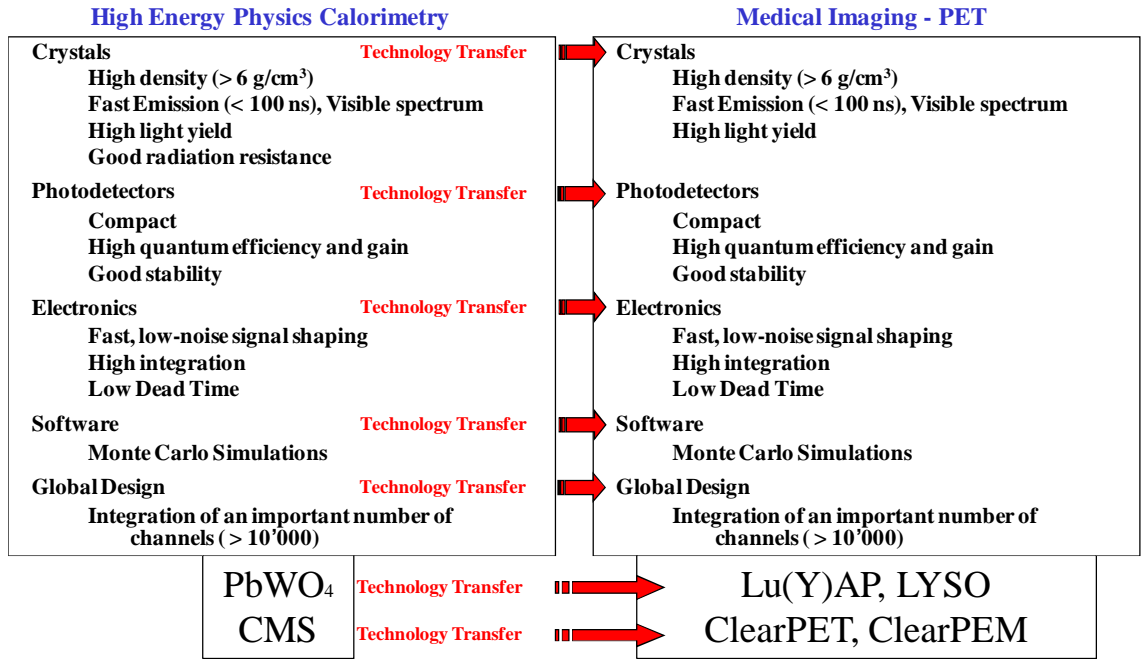 High Energy Physics Calorimetry
Crystals
High density (> 6 g/cm³)
Fast Emission (< 100 ns), Visible spectrum
High light yield
Good radiation resistance
Photodetectors
Compact
High quantum efficiency and gain
Good stability
Electronics
Fast, low-noise signal shaping
High integration
Low Dead Time
Software
Monte Carlo Simulations
Global Design
Integration of an important number of
channels ( > 10’000)
PbWO₄
CMS
Technology Transfer
Technology Transfer
Technology Transfer
Technology Transfer
Technology Transfer
Technology Transfer
Technology Transfer
Medical Imaging - PET
Crystals
High density (> 6 g/cm³)
Fast Emission (< 100 ns), Visible spectrum
High light yield
Photodetectors
Compact
High quantum efficiency and gain
Good stability
Electronics
Fast, low-noise signal shaping
High integration
Low Dead Time
Software
Monte Carlo Simulations
Global Design
Integration of an important number of
channels ( > 10’000)
Lu(Y)AP, LYSO
ClearPET, ClearPEM